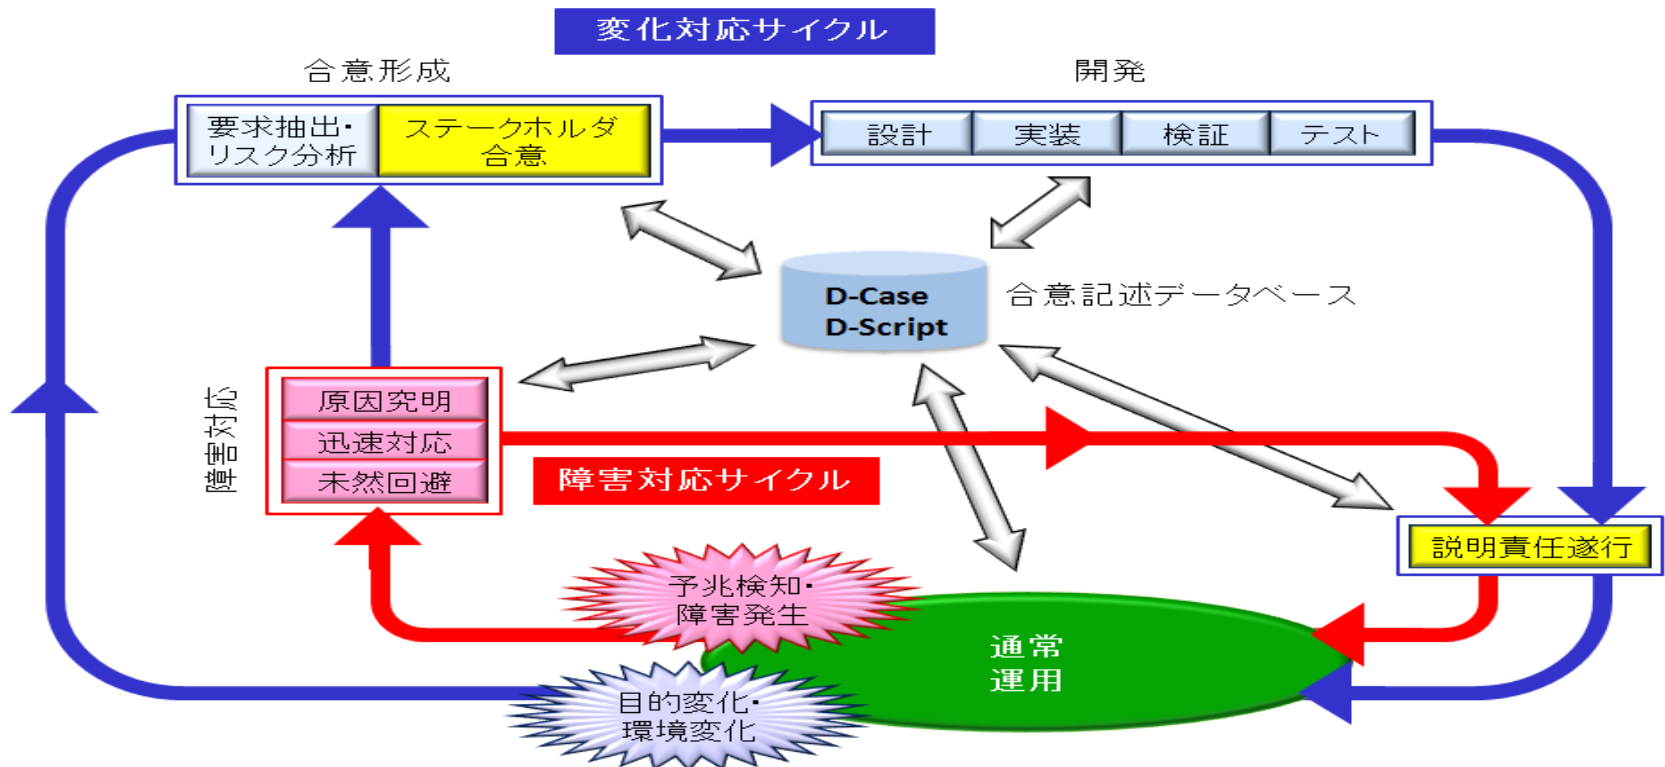 変化対応サイクル
合意形成
開発
要求抽出・
リスク分析
ステークホルダ
合意
設計
実装
検証
テスト
D-Case
D-Script
合意記述データベース
障害対応
原因究明
迅速対応
未然回避
障害対応サイクル
説明責任遂行
予兆検知・
障害発生
通常
運用
目的変化・
環境変化